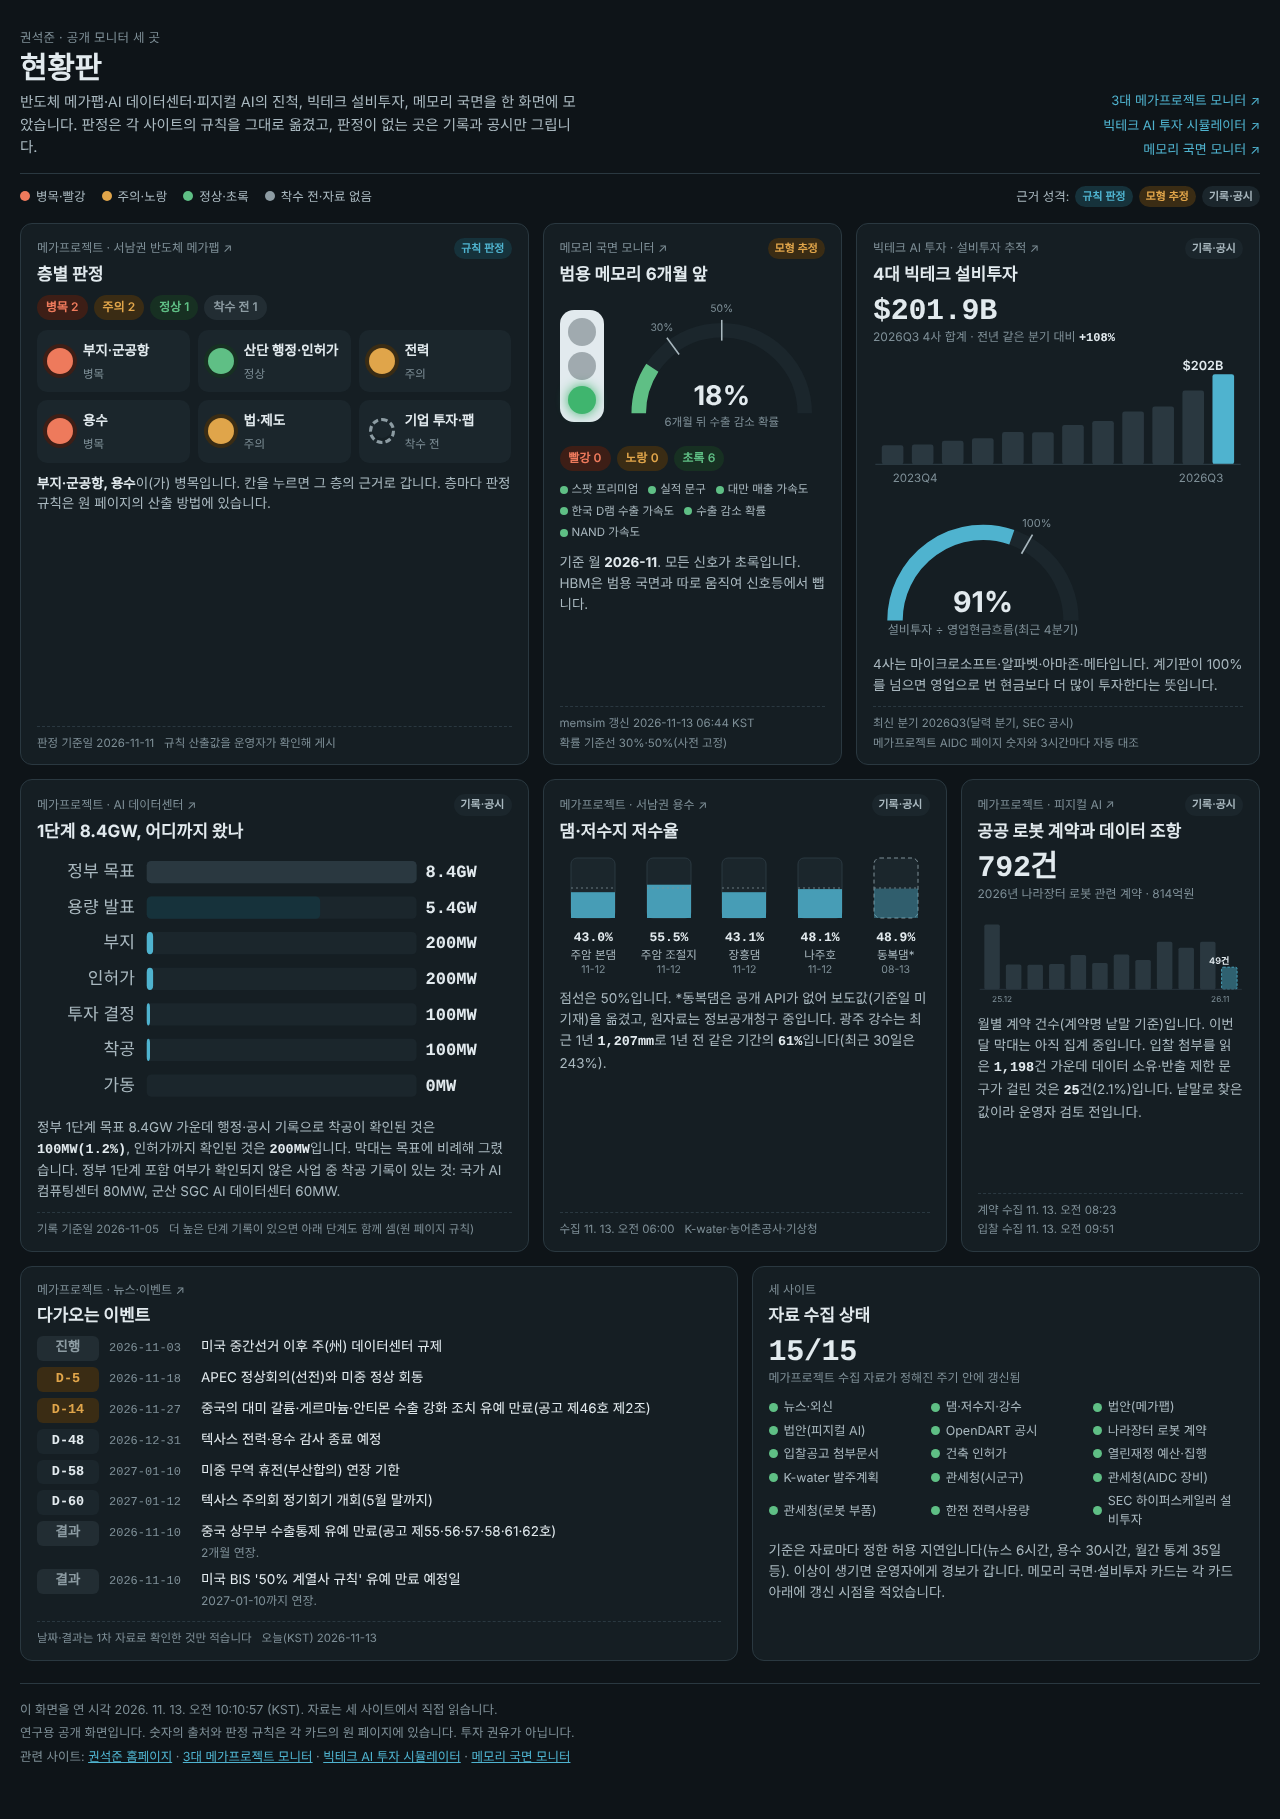 권석준 · 공개 모니터 세 곳
현황판
반도체 메가팹·AI 데이터센터·피지컬 AI의 진척, 빅테크 설비투자, 메모리 국면을 한 화면에 모
았습니다. 판정은 각 사이트의 규칙을 그대로 옮겼고, 판정이 없는 곳은 기록과 공시만 그립니
다.
3대 메가프로젝트 모니터 ↗
빅테크 AI 투자 시뮬레이터 ↗
메모리 국면 모니터 ↗
병목·빨강 주의·노랑 정상·초록 착수 전·자료 없음
근거 성격: 규칙 판정 모형 추정 기록·공시
메가프로젝트 · 서남권 반도체 메가팹 ↗ 규칙 판정
층별 판정
병목 2 주의 2 정상 1 착수 전 1
부지·군공항
병목
산단 행정·인허가
정상
전력
주의
용수
병목
법·제도
주의
기업 투자·팹
착수 전
부지·군공항, 용수이(가) 병목입니다. 칸을 누르면 그 층의 근거로 갑니다. 층마다 판정
규칙은 원 페이지의 산출 방법에 있습니다.
판정 기준일 2026-11-11 규칙 산출값을 운영자가 확인해 게시
메모리 국면 모니터 ↗ 모형 추정
범용 메모리 6개월 앞
30%
50%
18%
6개월 뒤 수출 감소 확률
빨강 0 노랑 0 초록 6
스팟 프리미엄 실적 문구 대만 매출 가속도
한국 D램 수출 가속도 수출 감소 확률
NAND 가속도
기준 월 2026-11. 모든 신호가 초록입니다.
HBM은 범용 국면과 따로 움직여 신호등에서 뺍
니다.
memsim 갱신 2026-11-13 06:44 KST
확률 기준선 30%·50%(사전 고정)
빅테크 AI 투자 · 설비투자 추적 ↗ 기록·공시
4대 빅테크 설비투자
$201.9B
2026Q3 4사 합계 · 전년 같은 분기 대비 +108%
$202B
2023Q4 2026Q3
100%
91%
설비투자 ÷ 영업현금흐름(최근 4분기)
4사는 마이크로소프트·알파벳·아마존·메타입니다. 계기판이 100%
를 넘으면 영업으로 번 현금보다 더 많이 투자한다는 뜻입니다.
최신 분기 2026Q3(달력 분기, SEC 공시)
메가프로젝트 AIDC 페이지 숫자와 3시간마다 자동 대조
메가프로젝트 · AI 데이터센터 ↗ 기록·공시
1단계 8.4GW, 어디까지 왔나
정부 목표 8.4GW
용량 발표 5.4GW
부지 200MW
인허가 200MW
투자 결정 100MW
착공 100MW
가동 0MW
정부 1단계 목표 8.4GW 가운데 행정·공시 기록으로 착공이 확인된 것은
100MW(1.2%), 인허가까지 확인된 것은 200MW입니다. 막대는 목표에 비례해 그렸
습니다. 정부 1단계 포함 여부가 확인되지 않은 사업 중 착공 기록이 있는 것: 국가 AI
컴퓨팅센터 80MW, 군산 SGC AI 데이터센터 60MW.
기록 기준일 2026-11-05 더 높은 단계 기록이 있으면 아래 단계도 함께 셈(원 페이지 규칙)
메가프로젝트 · 서남권 용수 ↗ 기록·공시
댐·저수지 저수율
43.0% 55.5% 43.1% 48.1% 48.9%
주암 본댐 주암 조절지 장흥댐 나주호 동복댐*
11-12 11-12 11-12 11-12 08-13
점선은 50%입니다. *동복댐은 공개 API가 없어 보도값(기준일 미
기재)을 옮겼고, 원자료는 정보공개청구 중입니다. 광주 강수는 최
근 1년 1,207mm로 1년 전 같은 기간의 61%입니다(최근 30일은
243%).
수집 11. 13. 오전 06:00 K-water·농어촌공사·기상청
메가프로젝트 · 피지컬 AI ↗ 기록·공시
공공 로봇 계약과 데이터 조항
792건
2026년 나라장터 로봇 관련 계약 · 814억원
49건
25.12 26.11
월별 계약 건수(계약명 낱말 기준)입니다. 이번
달 막대는 아직 집계 중입니다. 입찰 첨부를 읽
은 1,198건 가운데 데이터 소유·반출 제한 문
구가 걸린 것은 25건(2.1%)입니다. 낱말로 찾은
값이라 운영자 검토 전입니다.
계약 수집 11. 13. 오전 08:23
입찰 수집 11. 13. 오전 09:51
메가프로젝트 · 뉴스·이벤트 ↗
다가오는 이벤트
진행 2026-11-03 미국 중간선거 이후 주(州) 데이터센터 규제
D-5 2026-11-18 APEC 정상회의(선전)와 미중 정상 회동
D-14 2026-11-27 중국의 대미 갈륨·게르마늄·안티몬 수출 강화 조치 유예 만료(공고 제46호 제2조)
D-48 2026-12-31 텍사스 전력·용수 감사 종료 예정
D-58 2027-01-10 미중 무역 휴전(부산합의) 연장 기한
D-60 2027-01-12 텍사스 주의회 정기회기 개회(5월 말까지)
결과 2026-11-10 중국 상무부 수출통제 유예 만료(공고 제55·56·57·58·61·62호)
2개월 연장.
결과 2026-11-10 미국 BIS '50% 계열사 규칙' 유예 만료 예정일
2027-01-10까지 연장.
날짜·결과는 1차 자료로 확인한 것만 적습니다 오늘(KST) 2026-11-13
세 사이트
자료 수집 상태
15/15
메가프로젝트 수집 자료가 정해진 주기 안에 갱신됨
뉴스·외신 댐·저수지·강수 법안(메가팹)
법안(피지컬 AI) OpenDART 공시 나라장터 로봇 계약
입찰공고 첨부문서 건축 인허가 열린재정 예산·집행
K-water 발주계획 관세청(시군구) 관세청(AIDC 장비)
관세청(로봇 부품) 한전 전력사용량 SEC 하이퍼스케일러 설
비투자
기준은 자료마다 정한 허용 지연입니다(뉴스 6시간, 용수 30시간, 월간 통계 35일
등). 이상이 생기면 운영자에게 경보가 갑니다. 메모리 국면·설비투자 카드는 각 카드
아래에 갱신 시점을 적었습니다.
이 화면을 연 시각 2026. 11. 13. 오전 10:10:57 (KST). 자료는 세 사이트에서 직접 읽습니다.
연구용 공개 화면입니다. 숫자의 출처와 판정 규칙은 각 카드의 원 페이지에 있습니다. 투자 권유가 아닙니다.
관련 사이트: 권석준 홈페이지 · 3대 메가프로젝트 모니터 · 빅테크 AI 투자 시뮬레이터 · 메모리 국면 모니터